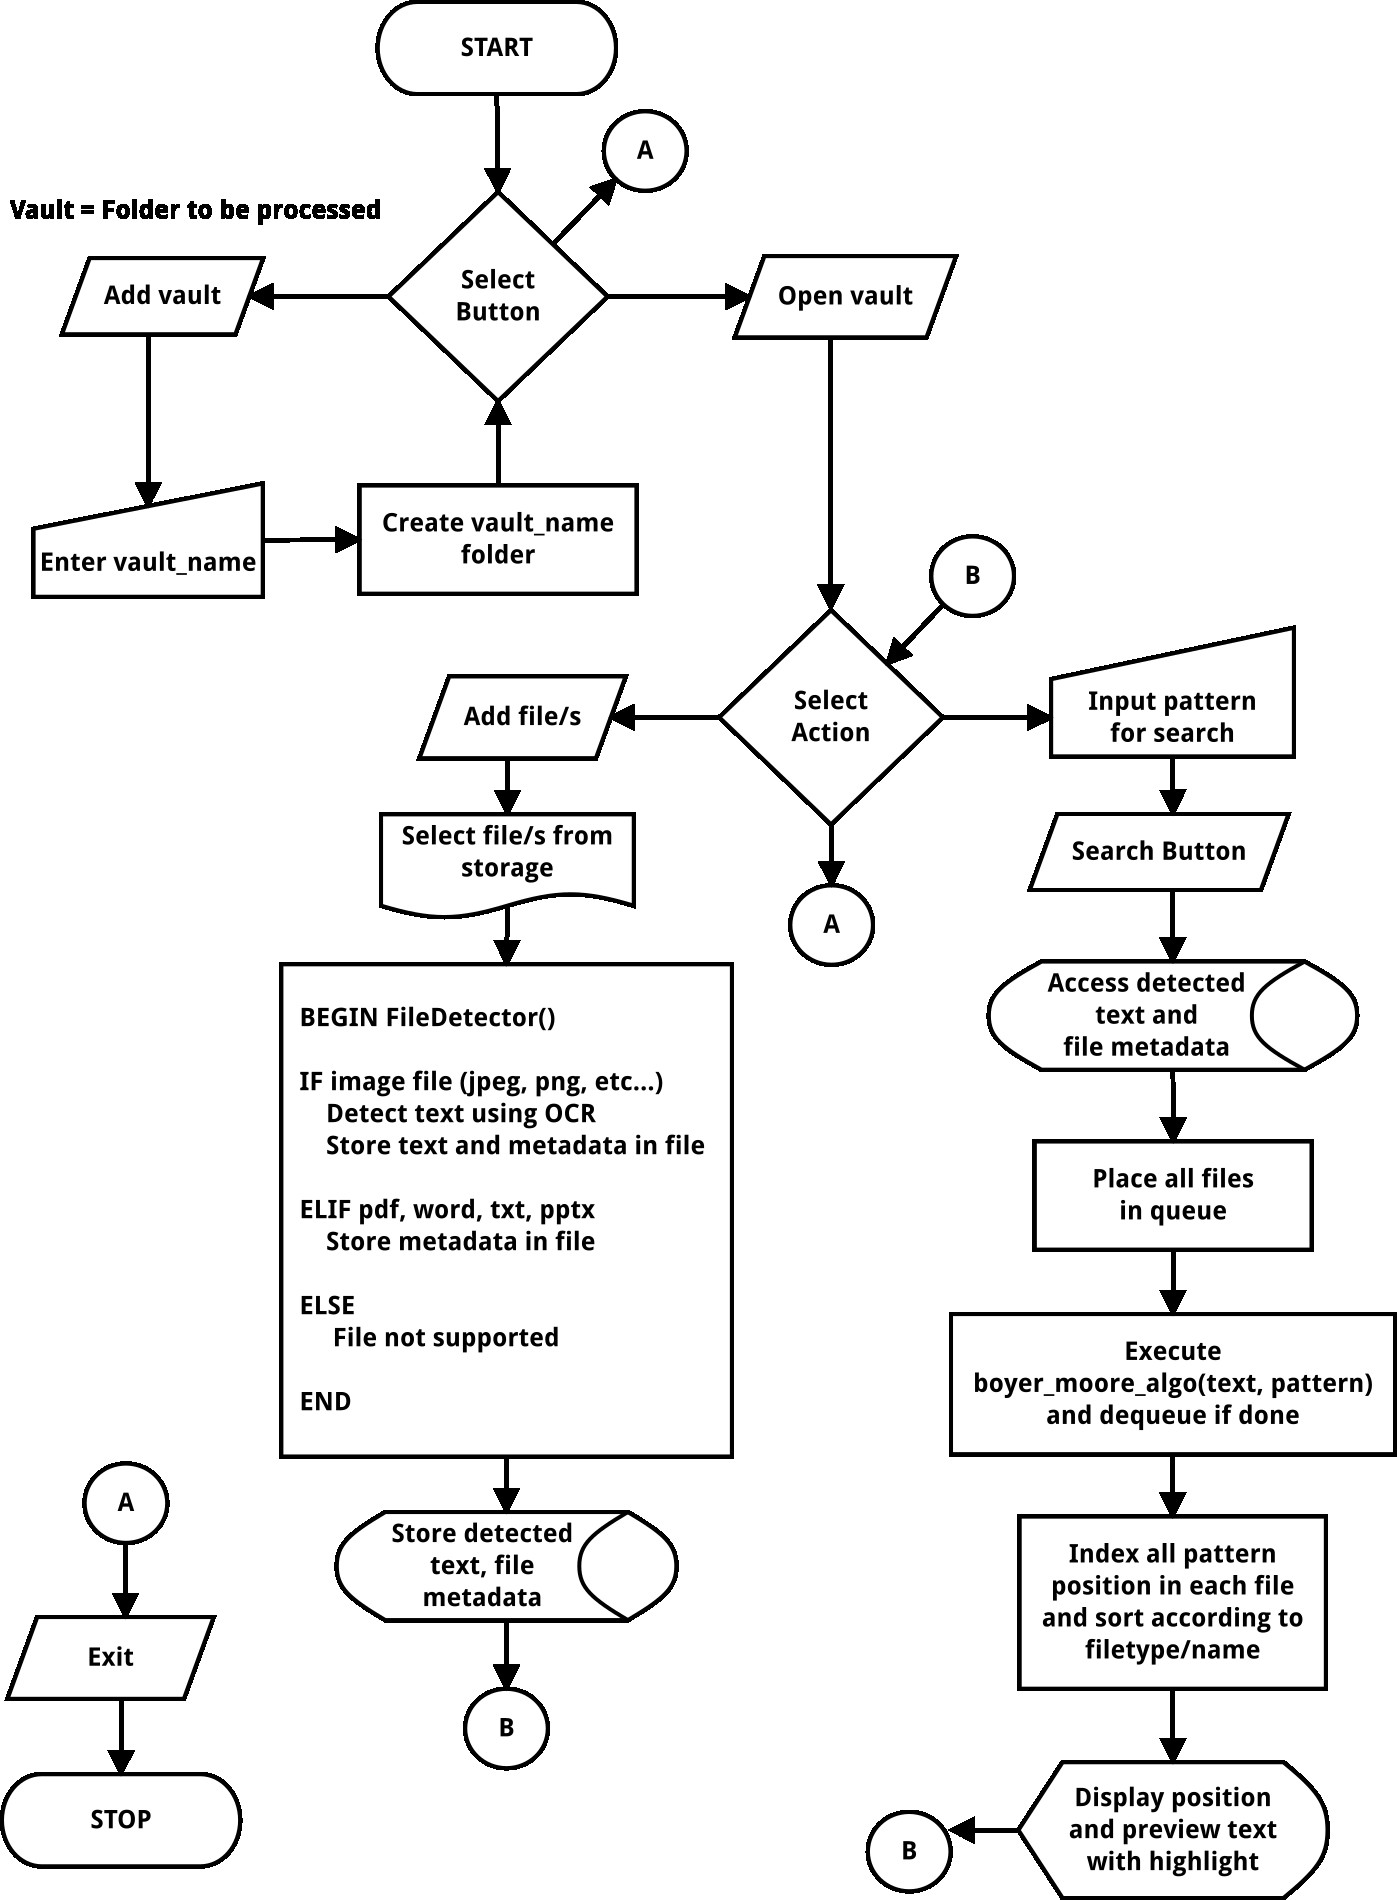 START
A
Vault = Folder to be processed
Add vault
Select
Button
Open vault
Enter vault_name
Create vault_name
folder
B
Add file/s
Select
Action
Input pattern
for search
Select file/s from
storage
A
Search Button
BEGIN FileDetector()
IF image file (jpeg, png, etc...)
Detect text using OCR
Store text and metadata in file
ELIF pdf, word, txt, pptx
Store metadata in file
ELSE
File not supported
END
Access detected
text and
file metadata
Place all files
in queue
Execute
boyer_moore_algo(text, pattern)
and dequeue if done
A
Exit
STOP
Store detected
text, file
metadata
B
Index all pattern
position in each file
and sort according to
filetype/name
Display position
and preview text
with highlight
B